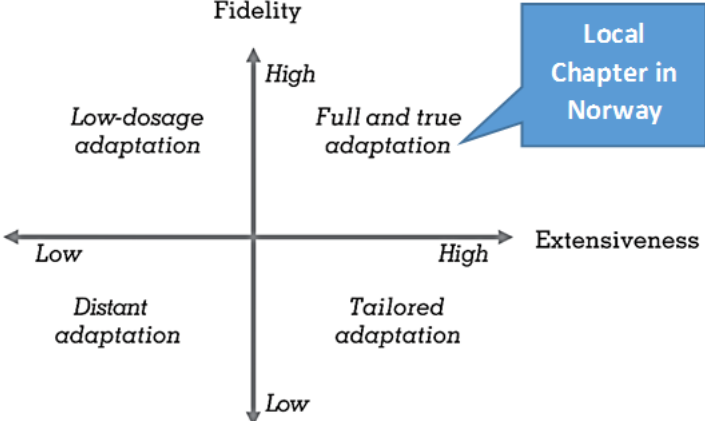 Fidelity
Local
Chapter in
Norway
High
Low-dosage
adaptation
Full and true
adaptation
Low
High
Extensiveness
Distant
adaptation
Tailored
adaptation
Low